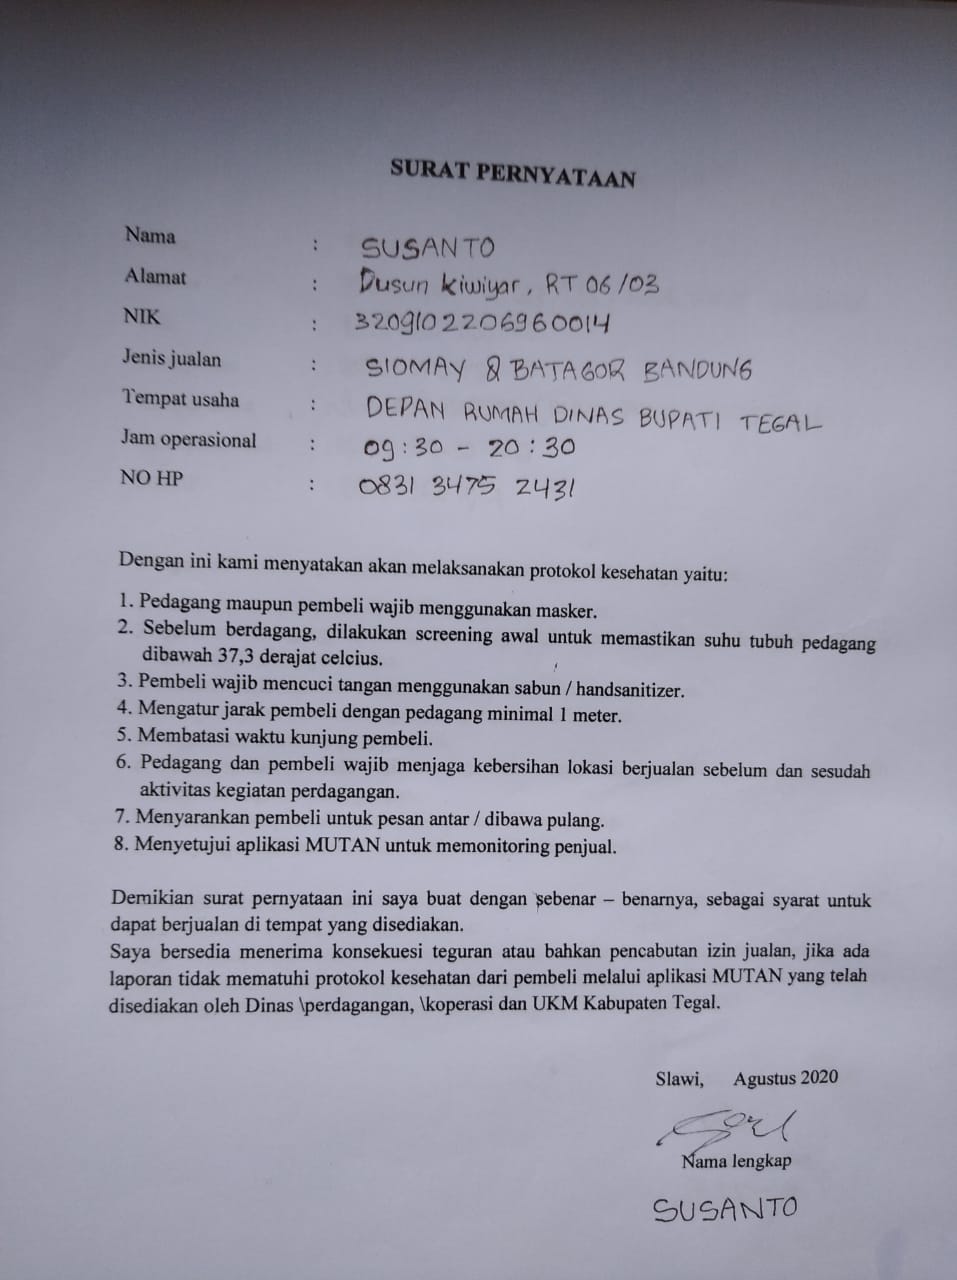 SURAT PERNYATAAN
Nama : SUSANTO
Alamat : Dusun kiwiyar, RT 06/03
NIK : 3209102206960014
Jenis jualan : SIOMAY & BATAGOR BANDUNG
Tempat usaha : DEPAN RUMAH DINAS BUPATI TEGAL
Jam operasional : 09:30 - 20:30
NO HP : 0831 3475 2431
Dengan ini kami menyatakan akan melaksanakan protokol kesehatan yaitu:
1. Pedagang maupun pembeli wajib menggunakan masker.
2. Sebelum berdagang, dilakukan screening awal untuk memastikan suhu tubuh pedagang
dibawah 37,3 derajat celcius.
3. Pembeli wajib mencuci tangan menggunakan sabun / handsanitizer.
4. Mengatur jarak pembeli dengan pedagang minimal 1 meter.
5. Membatasi waktu kunjung pembeli.
6. Pedagang dan pembeli wajib menjaga kebersihan lokasi berjualan sebelum dan sesudah
aktivitas kegiatan perdagangan.
7. Menyarankan pembeli untuk pesan antar / dibawa pulang.
8. Menyetujui aplikasi MUTAN untuk memonitoring penjual.
Demikian surat pernyataan ini saya buat dengan sebenar – benarnya, sebagai syarat untuk
dapat berjualan di tempat yang disediakan.
Saya bersedia menerima konsekuesi teguran atau bahkan pencabutan izin jualan, jika ada
laporan tidak mematuhi protokol kesehatan dari pembeli melalui aplikasi MUTAN yang telah
disediakan oleh Dinas \perdagangan, \koperasi dan UKM Kabupaten Tegal.
Slawi, Agustus 2020
Nama lengkap
SUSANTO